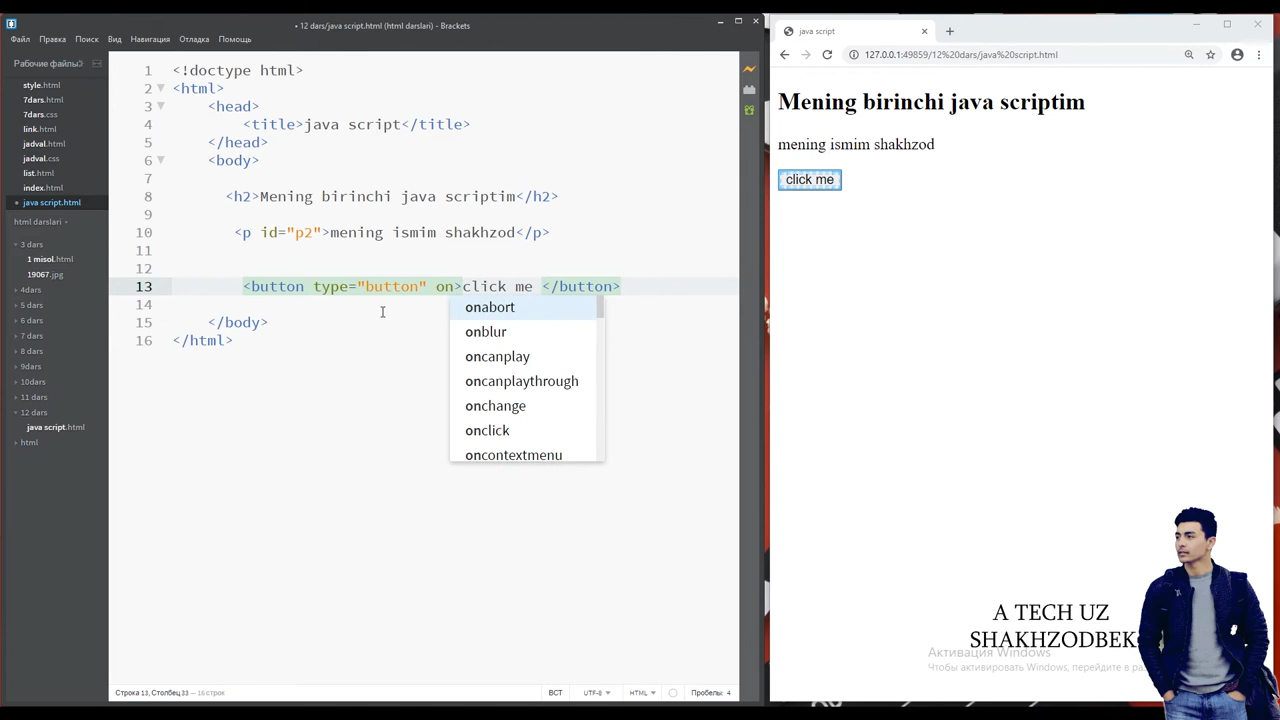 • 12 dars/java script.html (html darslari) - Brackets
Файл Правка Поиск Вид Навигация Отладка Помощь
Рабочие файлы
style.html
7dars.html
7dars.css
link.html
jadval.html
jadval.css
list.html
index.html
java script.html
html darslari
3 dars
1 misol.html
19067.jpg
4dars
5 dars
6 dars
7 dars
8 dars
9dars
10dars
11 dars
12 dars
java script.html
html
1 <!doctype html>
2 <html>
3 <head>
4 <title>java script</title>
5 </head>
6 <body>
7
8 <h2>Mening birinchi java scriptim</h2>
9
10 <p id="p2">mening ismim shakhzod</p>
11
12
13 <button type="button" on>click me </button>
14
15 </body>
16 </html>
onabort
onblur
oncanplay
oncanplaythrough
onchange
onclick
oncontextmenu
Строка 13, Столбец 33 — 16 строк
ВСТ UTF-8 HTML Пробелы: 4
java script
127.0.0.1:49859/12%20dars/java%20script.html
Mening birinchi java scriptim
mening ismim shakhzod
click me
A TECH UZ
SHAKHZODBEK
Активация Windows
Чтобы активировать Windows, перейдите в